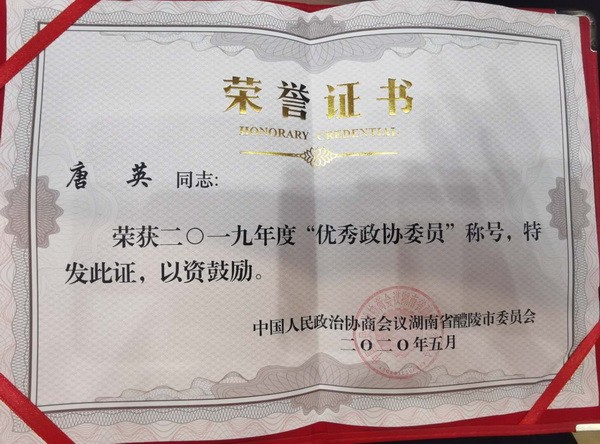 荣誉证书
HONORARY CREDENTIAL
唐英 同志:
荣获二〇一九年度“优秀政协委员”称号,特
发此证,以资鼓励。
中国人民政治协商会议湖南省醴陵市委员会
二〇二〇年五月